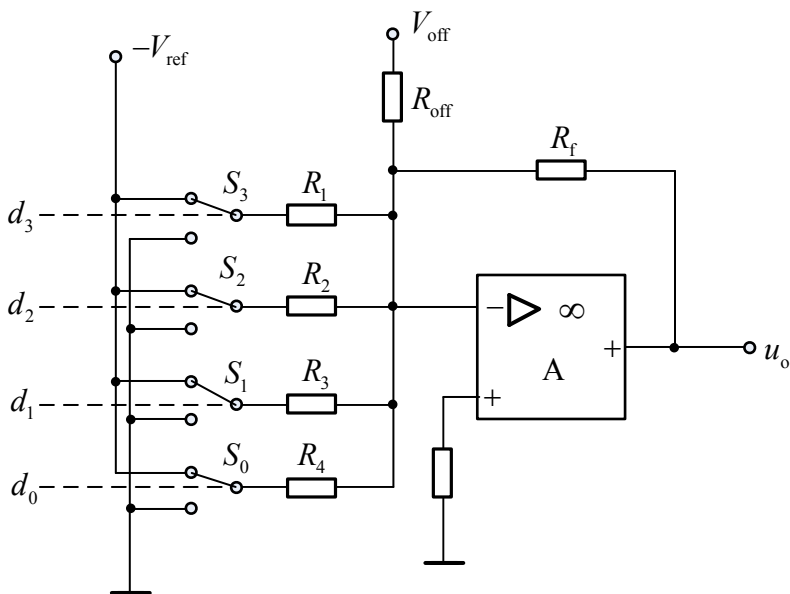 V_off
−V_ref
R_off
R_f
S_3
R_1
d_3
S_2
R_2
d_2
− ▷ ∞
S_1
R_3
A
+
u_o
d_1
+
S_0
R_4
d_0